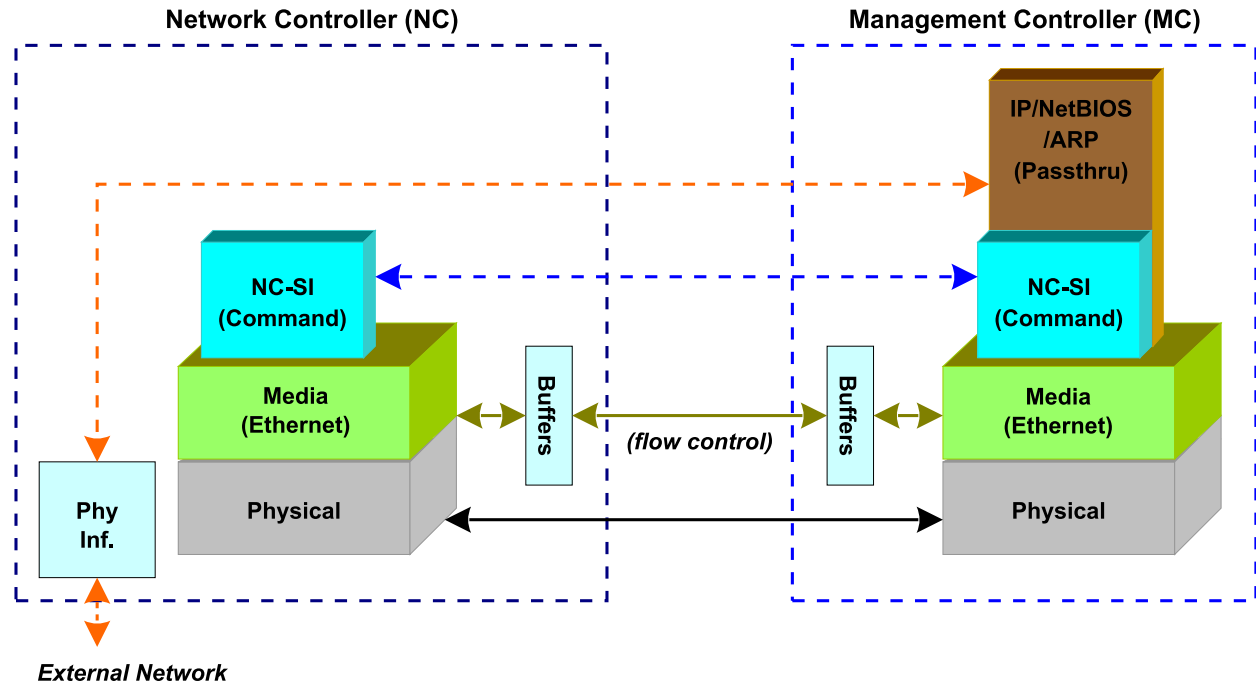 Network Controller (NC)
Management Controller (MC)
IP/NetBIOS
/ARP
(Passthru)
NC-SI
(Command)
NC-SI
(Command)
Media
(Ethernet)
Buffers
(flow control)
Buffers
Media
(Ethernet)
Phy
Inf.
Physical
Physical
External Network